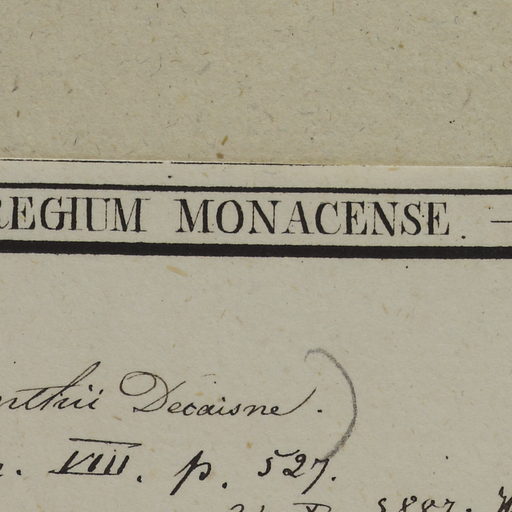 REGIUM MONACENSE. —
nthii Decaisne.)
VIII. p. 527.